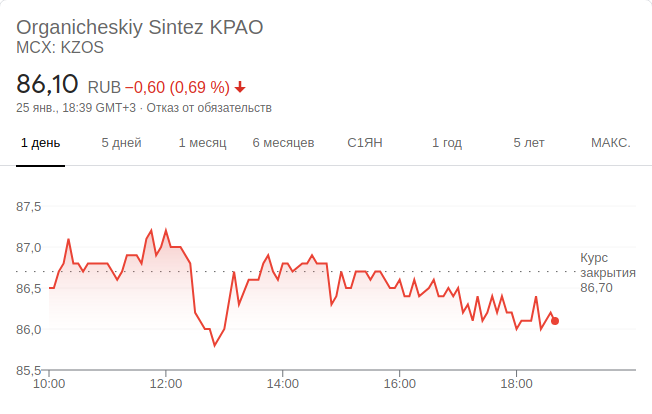 Organicheskiy Sintez KPAO
MCX: KZOS
86,10 RUB −0,60 (0,69 %)
25 янв., 18:39 GMT+3 · Отказ от обязательств
1 день 5 дней 1 месяц 6 месяцев С1ЯН 1 год 5 лет МАКС.
87,5
87,0
Курс
закрытия
86,70
86,5
86,0
85,5
10:00 12:00 14:00 16:00 18:00